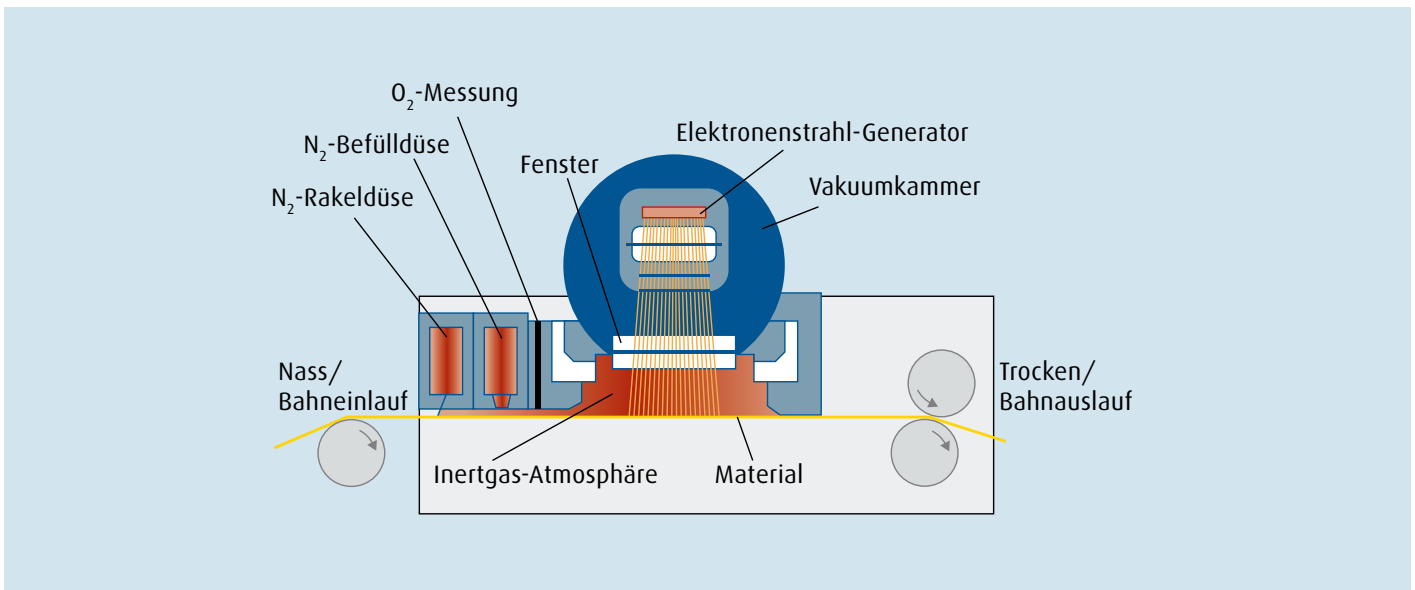 O₂-Messung
N₂-Befülldüse
N₂-Rakeldüse
Fenster
Elektronenstrahl-Generator
Vakuumkammer
Nass/
Bahneinlauf
Trocken/
Bahnauslauf
Inertgas-Atmosphäre
Material